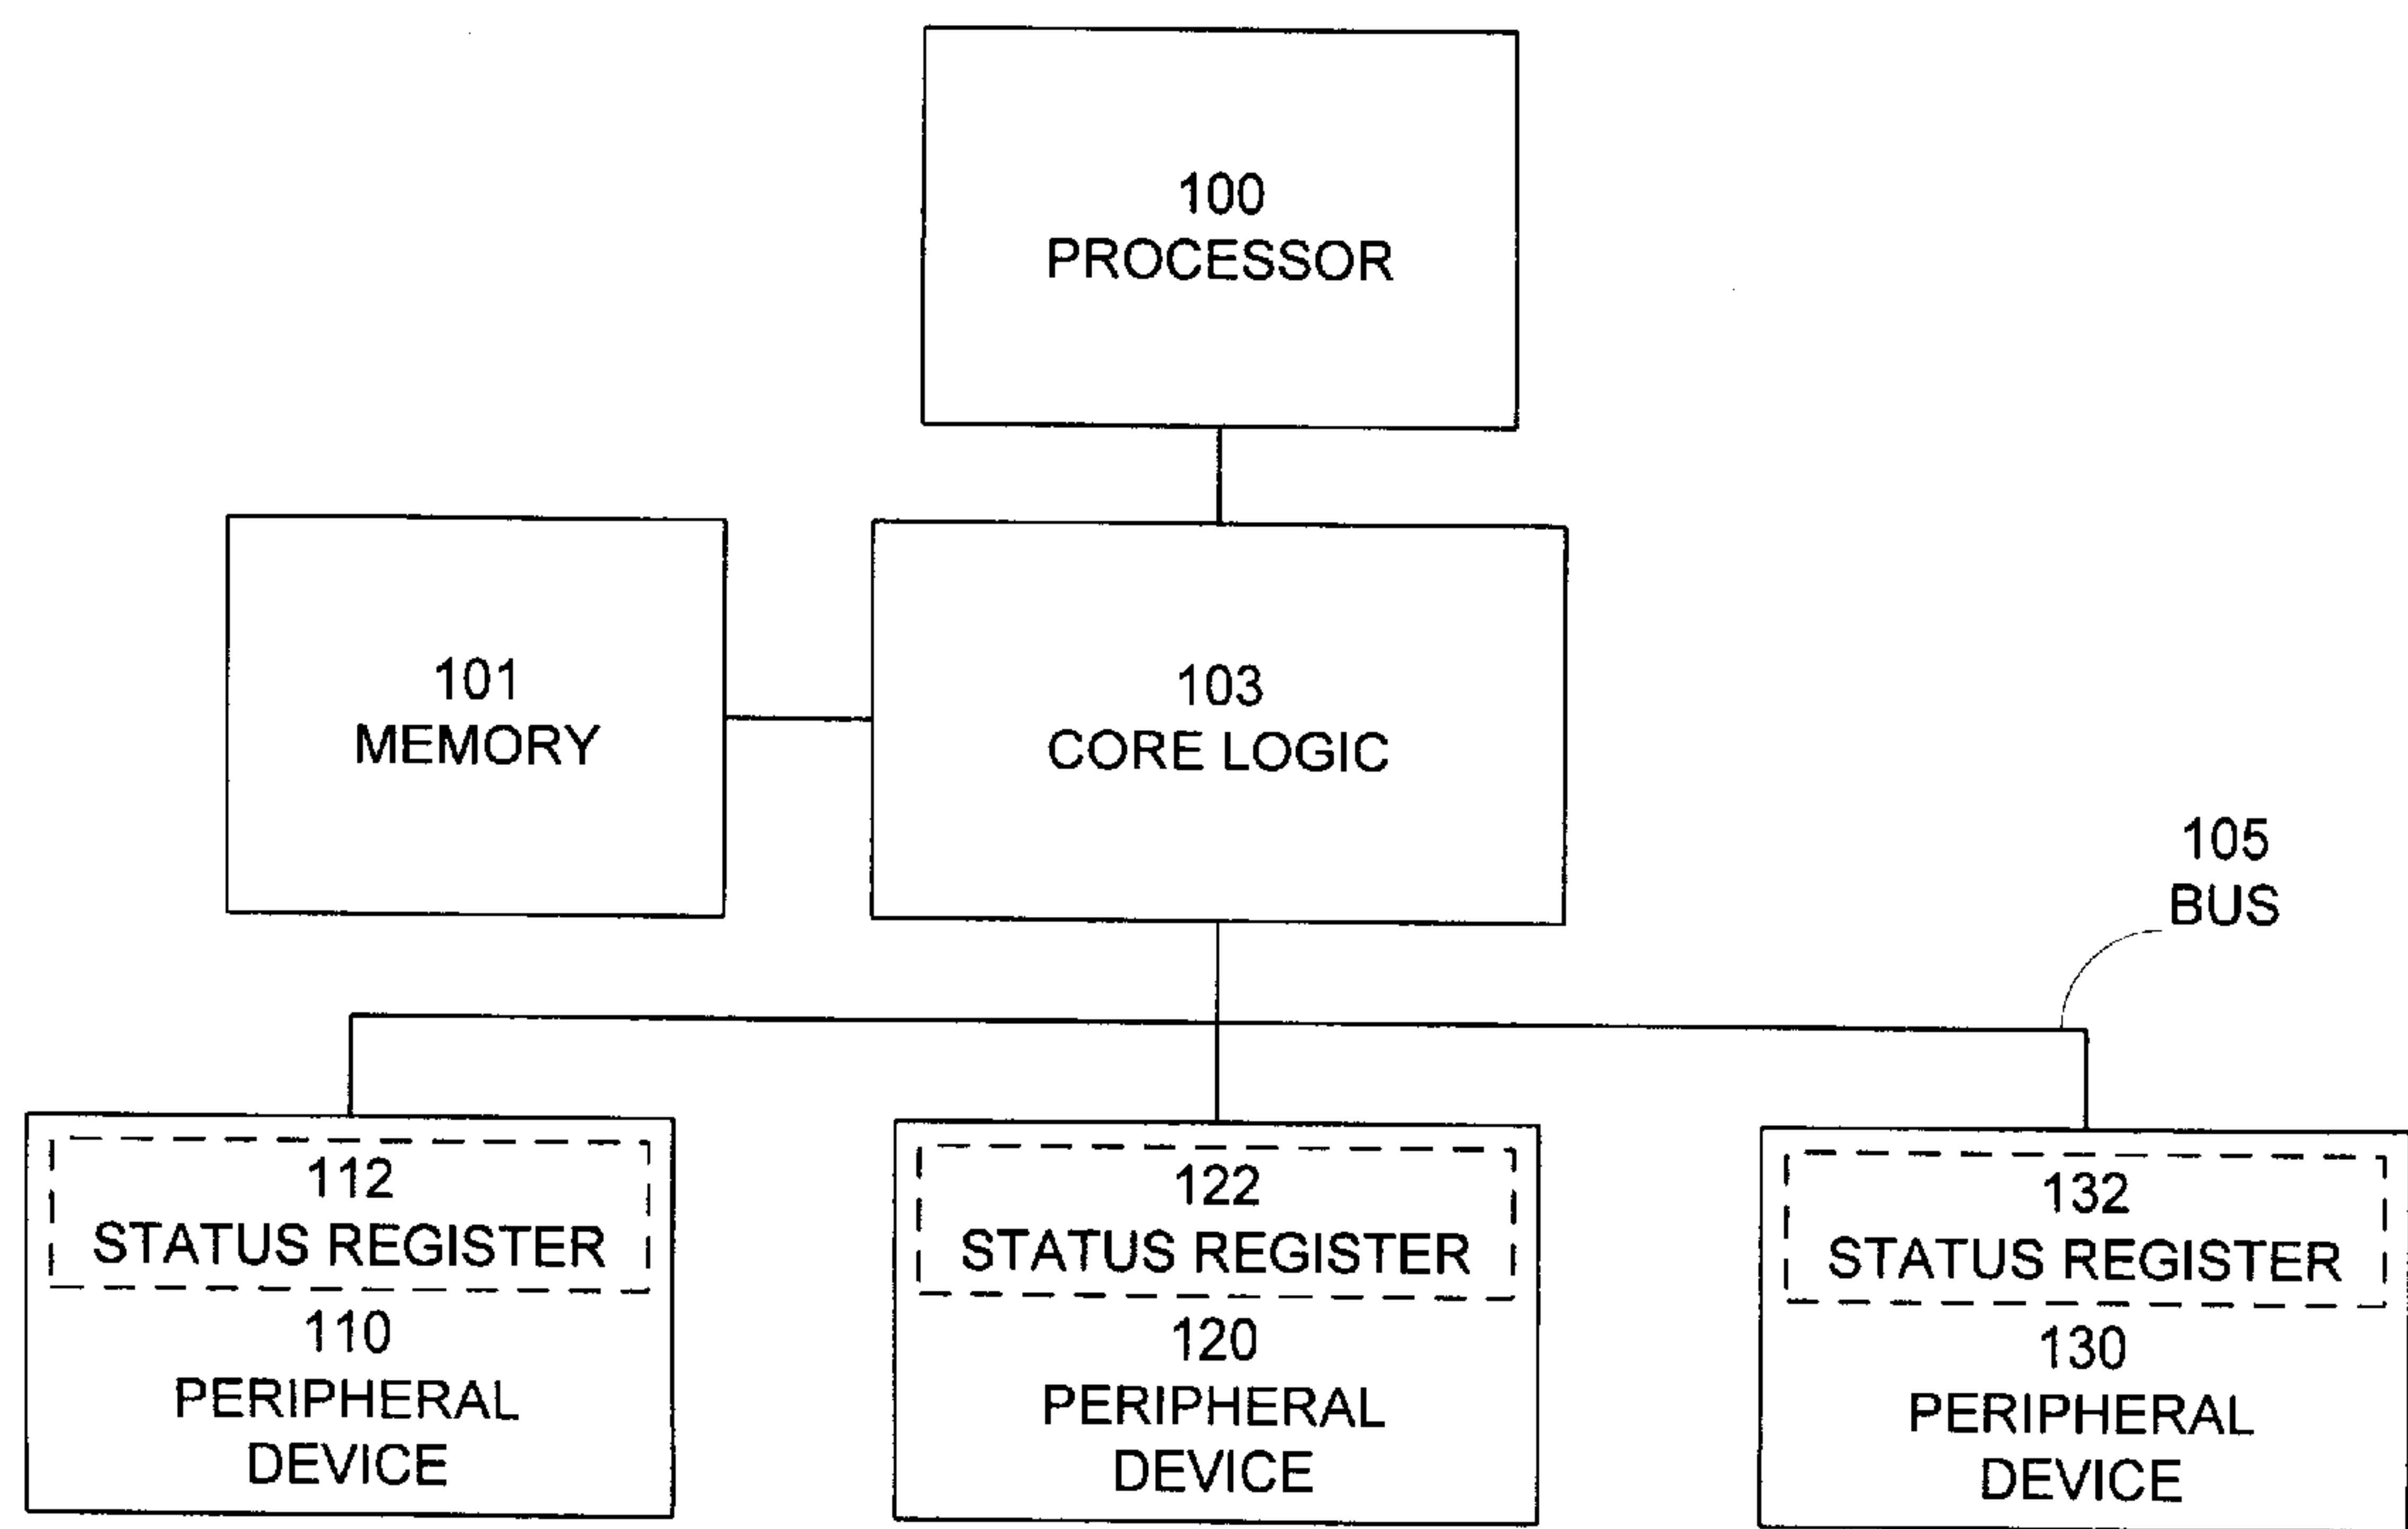 100
PROCESSOR
101
MEMORY
103
CORE LOGIC
105
BUS
112
STATUS REGISTER
110
PERIPHERAL
DEVICE
122
STATUS REGISTER
120
PERIPHERAL
DEVICE
132
STATUS REGISTER
130
PERIPHERAL
DEVICE